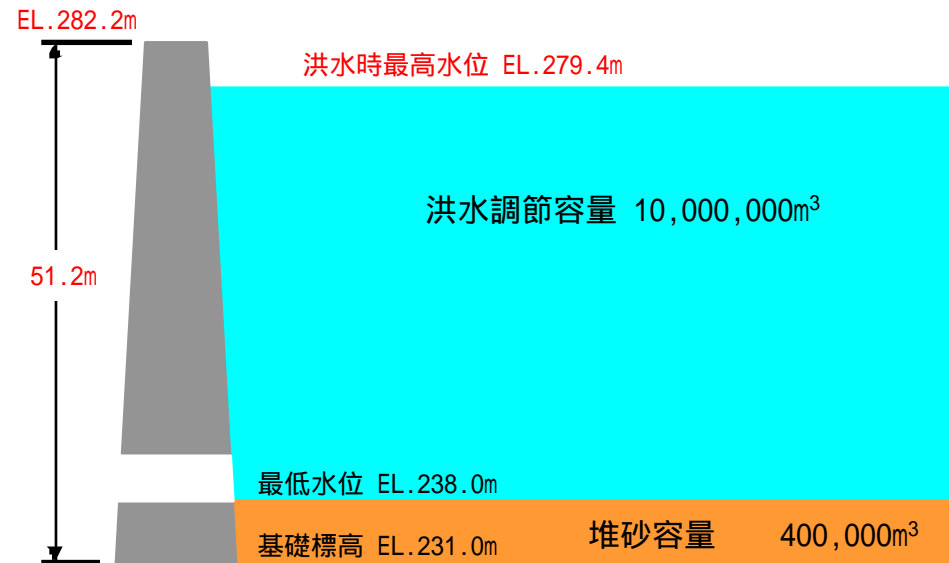 EL.282.2m
洪水時最高水位 EL.279.4m
洪水調節容量 10,000,000m³
51.2m
最低水位 EL.238.0m
堆砂容量 400,000m³
基礎標高 EL.231.0m